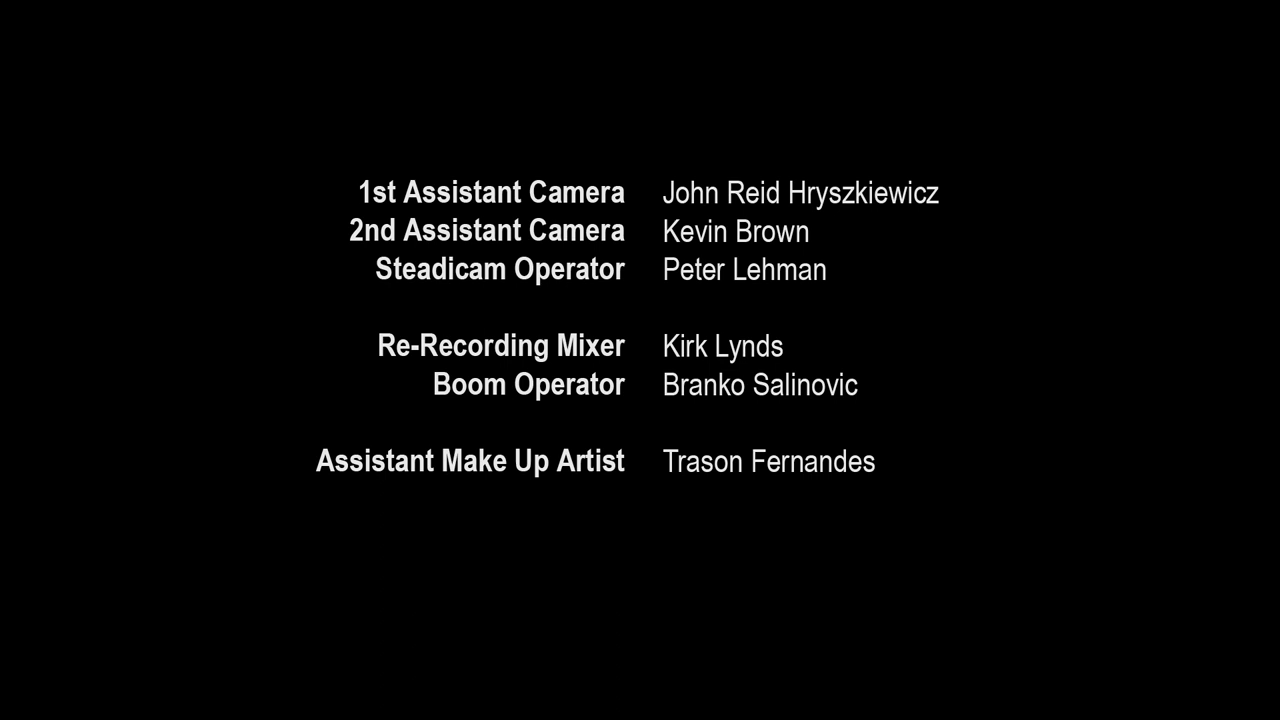 1st Assistant Camera John Reid Hryszkiewicz
2nd Assistant Camera Kevin Brown
Steadicam Operator Peter Lehman
Re-Recording Mixer Kirk Lynds
Boom Operator Branko Salinovic
Assistant Make Up Artist Trason Fernandes